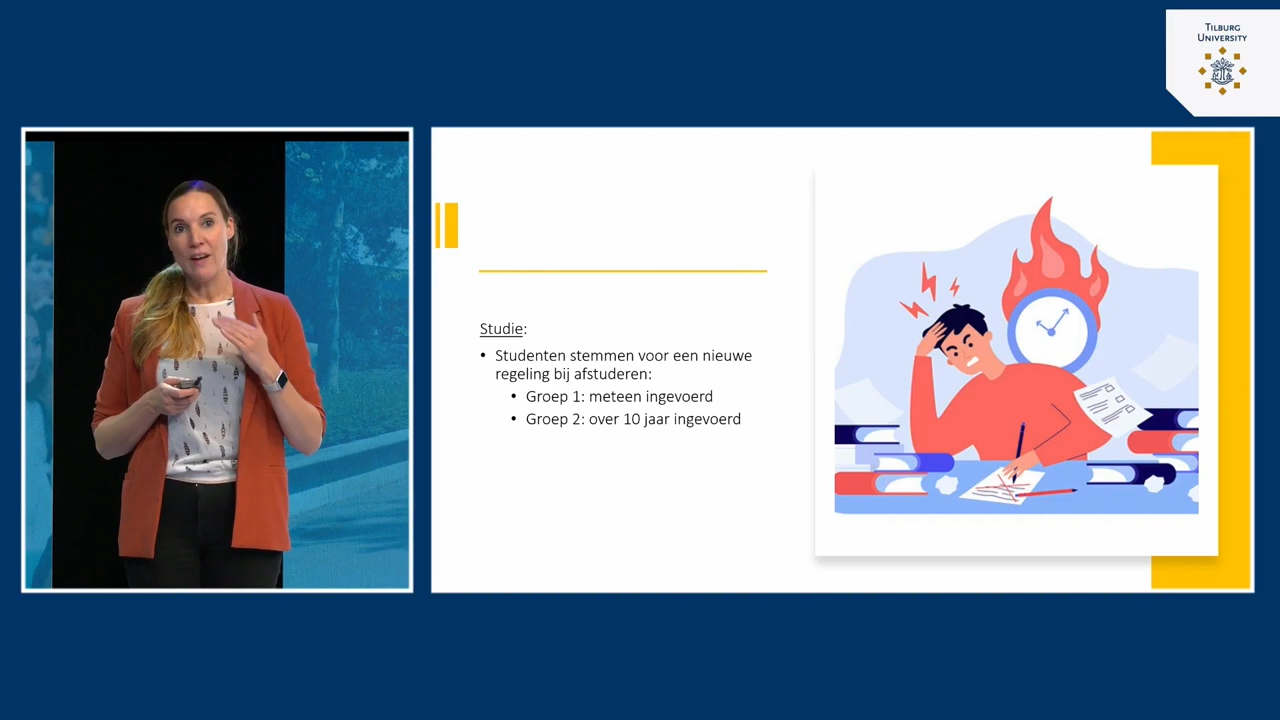 TILBURG
UNIVERSITY
Studie:
• Studenten stemmen voor een nieuwe
regeling bij afstuderen:
• Groep 1: meteen ingevoerd
• Groep 2: over 10 jaar ingevoerd